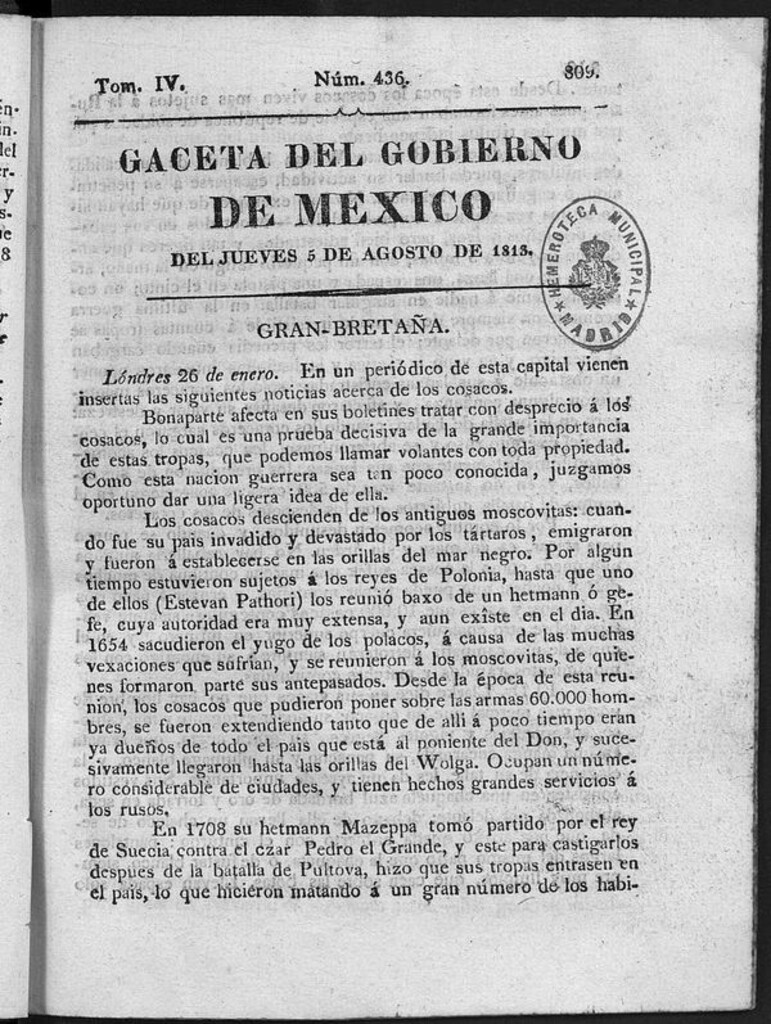 Tom. IV. Núm. 436. 809.
GACETA DEL GOBIERNO
DE MEXICO
DEL JUEVES 5 DE AGOSTO DE 1813.
HEMEROTECA MUNICIPAL
MADRID
GRAN-BRETAÑA.
Lóndres 26 de enero. En un periódico de esta capital vienen
insertas las siguientes noticias acerca de los cosacos.
Bonaparte afecta en sus boletines tratar con desprecio á los
cosacos, lo cual es una prueba decisiva de la grande importancia
de estas tropas, que podemos llamar volantes con toda propiedad.
Como esta nacion guerrera sea tan poco conocida, juzgamos
oportuno dar una ligera idea de ella.
Los cosacos descienden de los antiguos moscovitas: cuan-
do fue su pais invadido y devastado por los tártaros, emigraron
y fueron á establecerse en las orillas del mar negro. Por algun
tiempo estuvieron sujetos á los reyes de Polonia, hasta que uno
de ellos (Estevan Pathori) los reunió baxo de un hetmann ó ge-
fe, cuya autoridad era muy extensa, y aun existe en el dia. En
1654 sacudieron el yugo de los polacos, á causa de las muchas
vexaciones que sufrian, y se reunieron á los moscovitas, de quie-
nes formaron parte sus antepasados. Desde la época de esta reu-
nion, los cosacos que pudieron poner sobre las armas 60.000 hom-
bres, se fueron extendiendo tanto que de alli á poco tiempo eran
ya dueños de todo el pais que está al poniente del Don, y suce-
sivamente llegaron hasta las orillas del Wolga. Ocupan un núme-
ro considerable de ciudades, y tienen hechos grandes servicios á
los rusos.
En 1708 su hetmann Mazeppa tomó partido por el rey
de Suecia contra el czar Pedro el Grande, y este para castigarlos
despues de la batalla de Pultova, hizo que sus tropas entrasen en
el pais, lo que hicieron matando á un gran número de los habi-